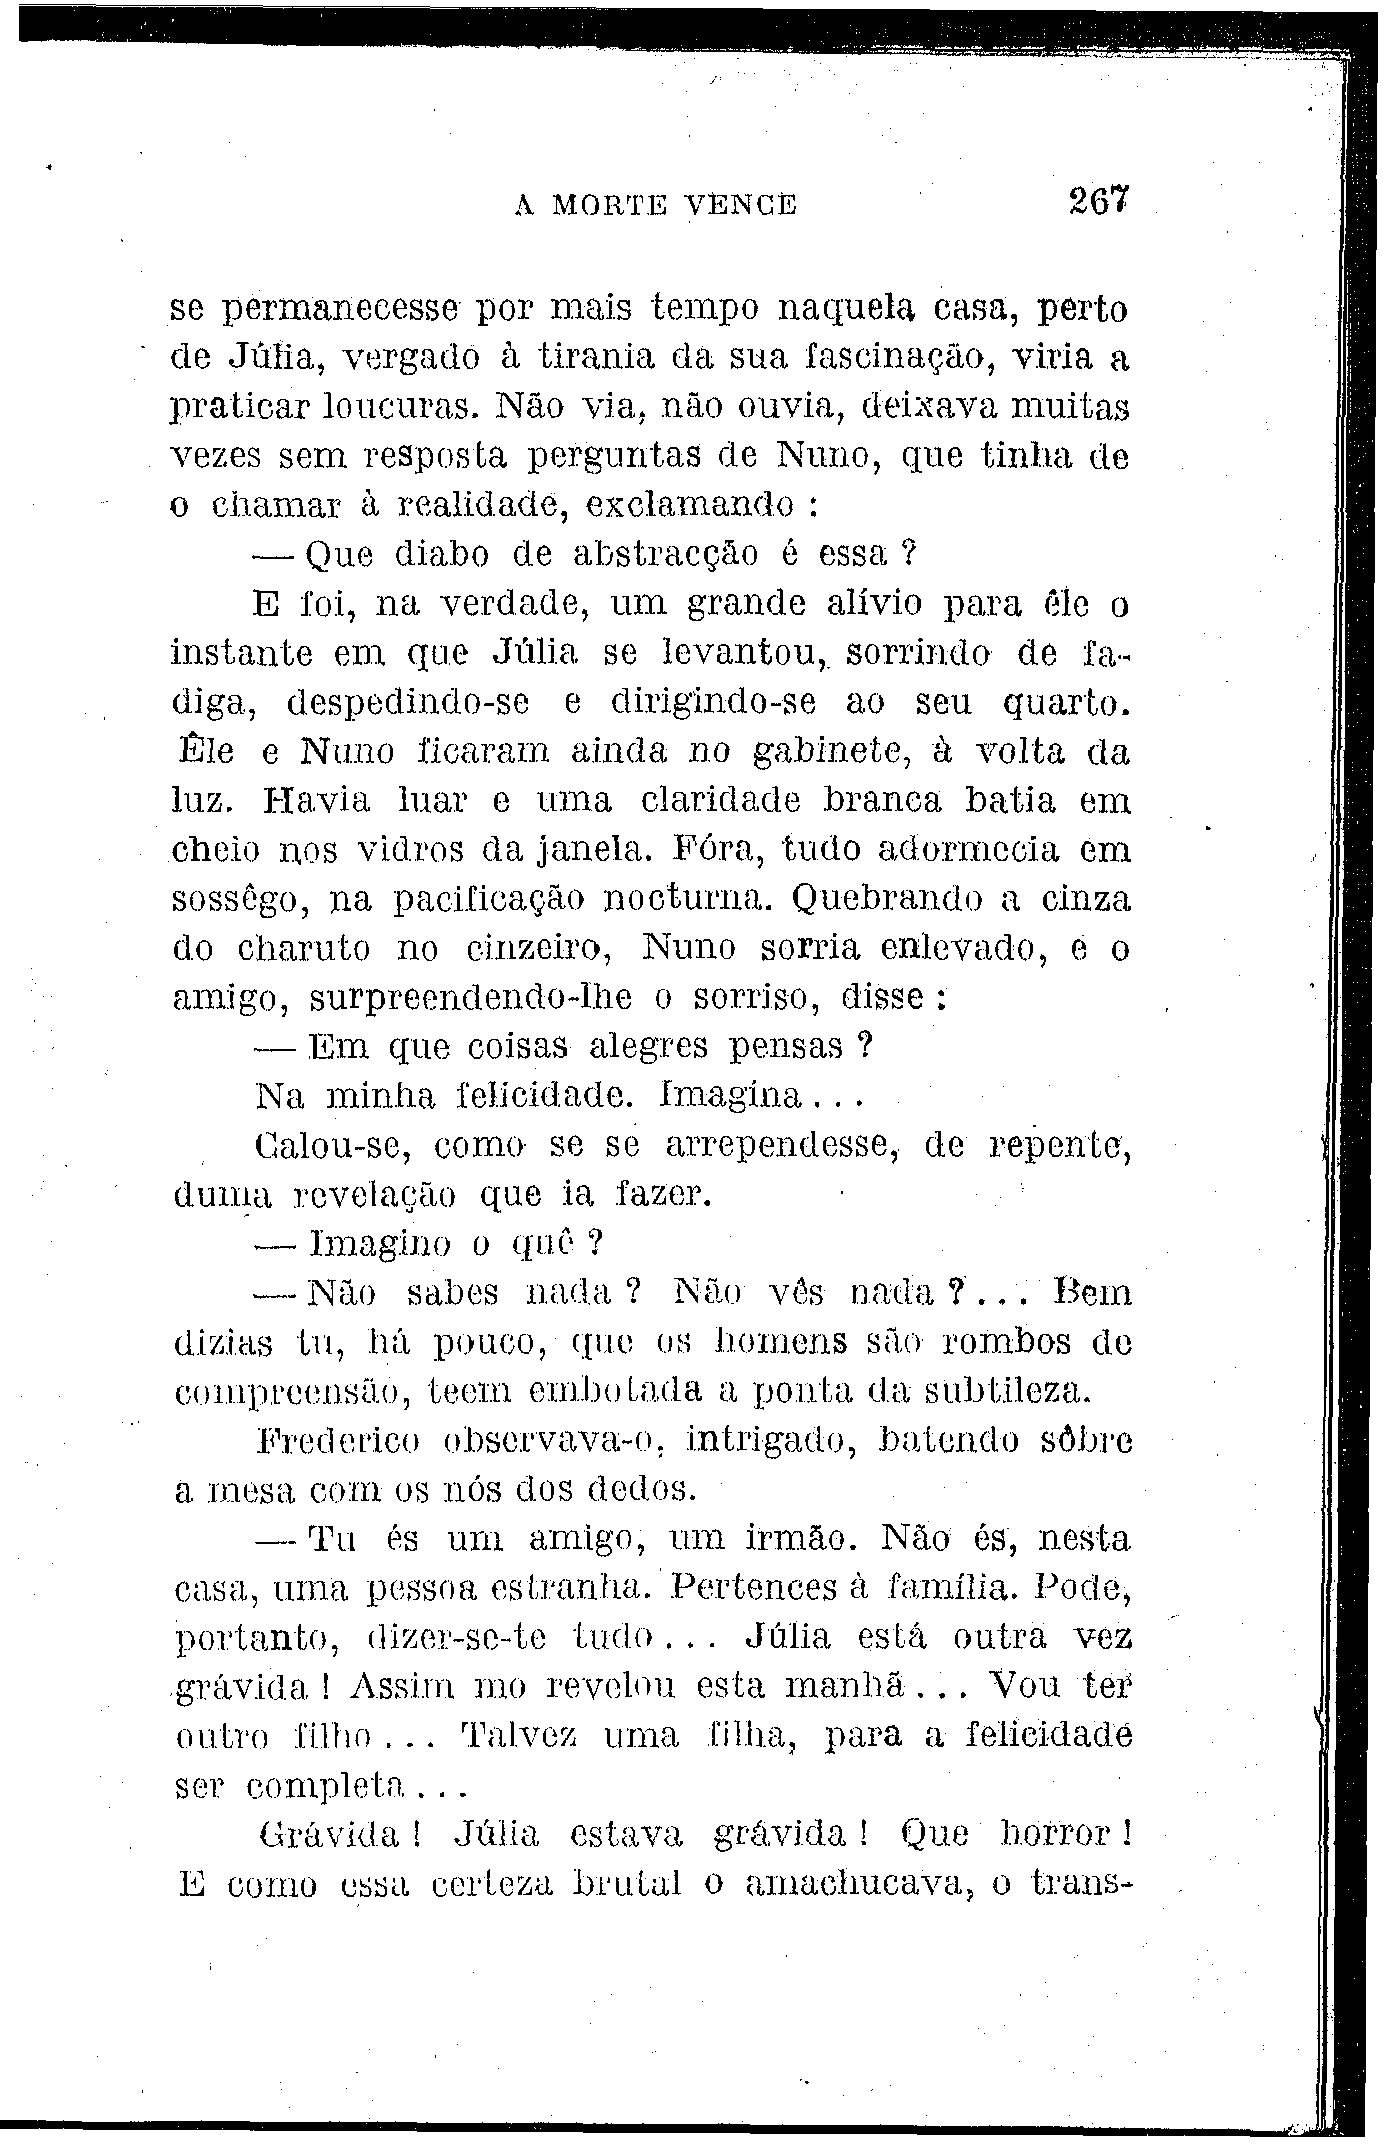 A MORTE VENCE 267
se permanecesse por mais tempo naquela casa, perto
de Júlia, vergado à tirania da sua fascinação, viria a
praticar loucuras. Não via, não ouvia, deixava muitas
vezes sem resposta perguntas de Nuno, que tinha de
o chamar à realidade, exclamando :
— Que diabo de abstracção é essa ?
E foi, na verdade, um grande alívio para êle o
instante em que Júlia se levantou, sorrindo de fa-
diga, despedindo-se e dirigindo-se ao seu quarto.
Êle e Nuno ficaram ainda no gabinete, à volta da
luz. Havia luar e uma claridade branca batia em
cheio nos vidros da janela. Fóra, tudo adormecia em
sossêgo, na pacificação nocturna. Quebrando a cinza
do charuto no cinzeiro, Nuno sorria enlevado, e o
amigo, surpreendendo-lhe o sorriso, disse :
— Em que coisas alegres pensas ?
Na minha felicidade. Imagina...
Calou-se, como se se arrependesse, de repente,
duma revelação que ia fazer.
— Imagino o quê ?
— Não sabes nada ? Não vês nada ?... Bem
dizias tu, há pouco, que os homens são rombos de
compreensão, teem embotada a ponta da subtileza.
Frederico observava-o, intrigado, batendo sôbre
a mesa com os nós dos dedos.
— Tu és um amigo, um irmão. Não és, nesta
casa, uma pessoa estranha. Pertences à família. Pode,
portanto, dizer-se-te tudo... Júlia está outra vez
grávida ! Assim mo revelou esta manhã... Vou ter
outro filho... Talvez uma filha, para a felicidade
ser completa...
Grávida ! Júlia estava grávida ! Que horror !
E como essa certeza brutal o amachucava, o trans-